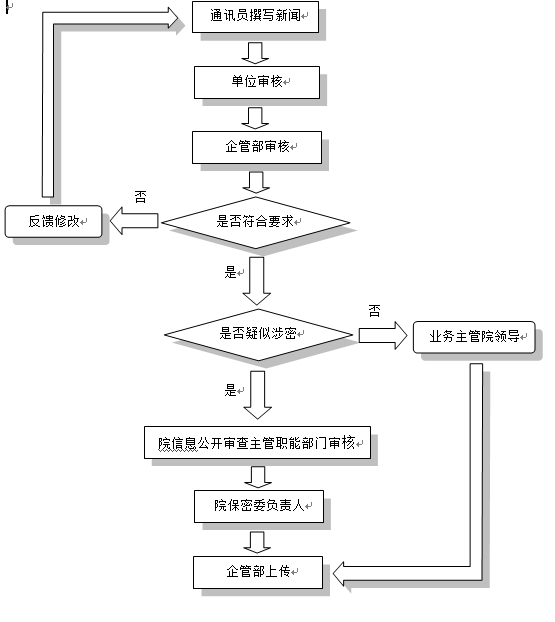 通讯员撰写新闻
单位审核
企管部审核
否
是否符合要求
反馈修改
是
是否疑似涉密
否
业务主管院领导
是
院信息公开审查主管职能部门审核
院保密委负责人
企管部上传